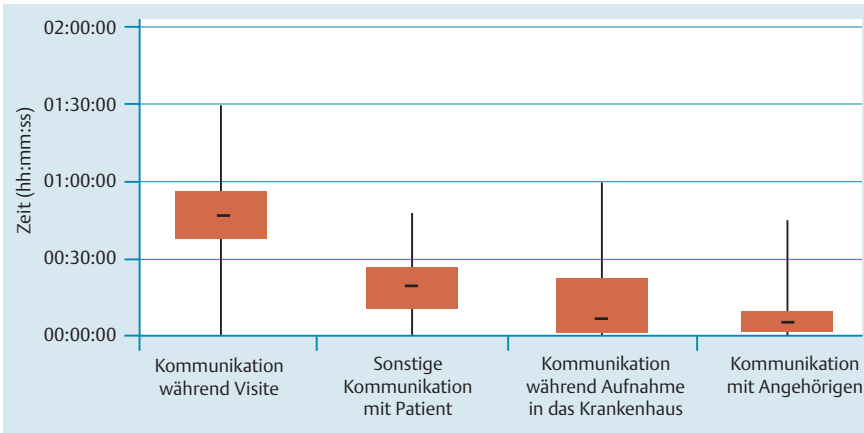 Zeit (hh:mm:ss)
02:00:00
01:30:00
01:00:00
00:30:00
00:00:00
Kommunikation
während Visite
Sonstige
Kommunikation
mit Patient
Kommunikation
während Aufnahme
in das Krankenhaus
Kommunikation
mit Angehörigen